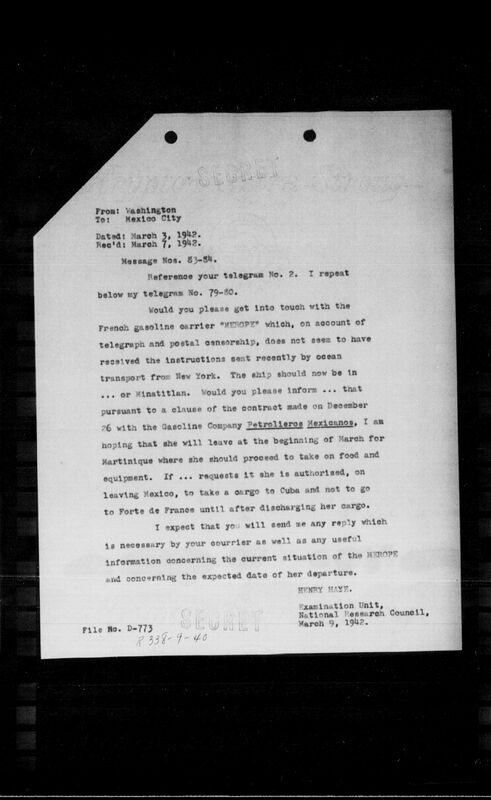 SECRET
From: Washington
To: Mexico City
Dated: March 3, 1942.
Rec'd: March 7, 1942.
Message Nos. 83-84.
Reference your telegram No. 2. I repeat
below my telegram No. 79-80.
Would you please get into touch with the
French gasoline carrier "MEROPE" which, on account of
telegraph and postal censorship, does not seem to have
received the instructions sent recently by ocean
transport from New York. The ship should now be in
... or Minatitlan. Would you please inform ... that
pursuant to a clause of the contract made on December
26 with the Gasoline Company Petrolieros Mexicanos, I am
hoping that she will leave at the beginning of March for
Martinique where she should proceed to take on food and
equipment. If ... requests it she is authorised, on
leaving Mexico, to take a cargo to Cuba and not to go
to Forte de France until after discharging her cargo.
I expect that you will send me any reply which
is necessary by your courrier as well as any useful
information concerning the current situation of the MEROPE
and concerning the expected date of her departure.
HENRY HAYE.
Examination Unit,
National Research Council,
March 9, 1942.
File No. D-773
SECRET
R 338-9-40